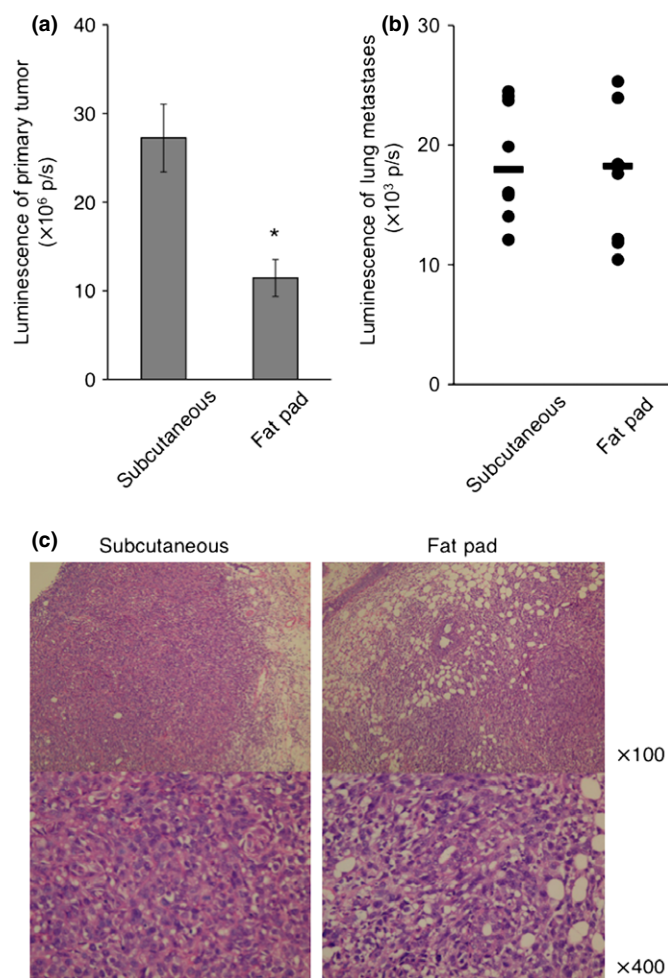 (a)
Luminescence of primary tumor
(×10⁶ p/s)
40
30
20
10
0
*
Subcutaneous
Fat pad
(b)
Luminescence of lung metastases
(×10³ p/s)
30
20
10
0
Subcutaneous
Fat pad
(c)
Subcutaneous
Fat pad
×100
×400